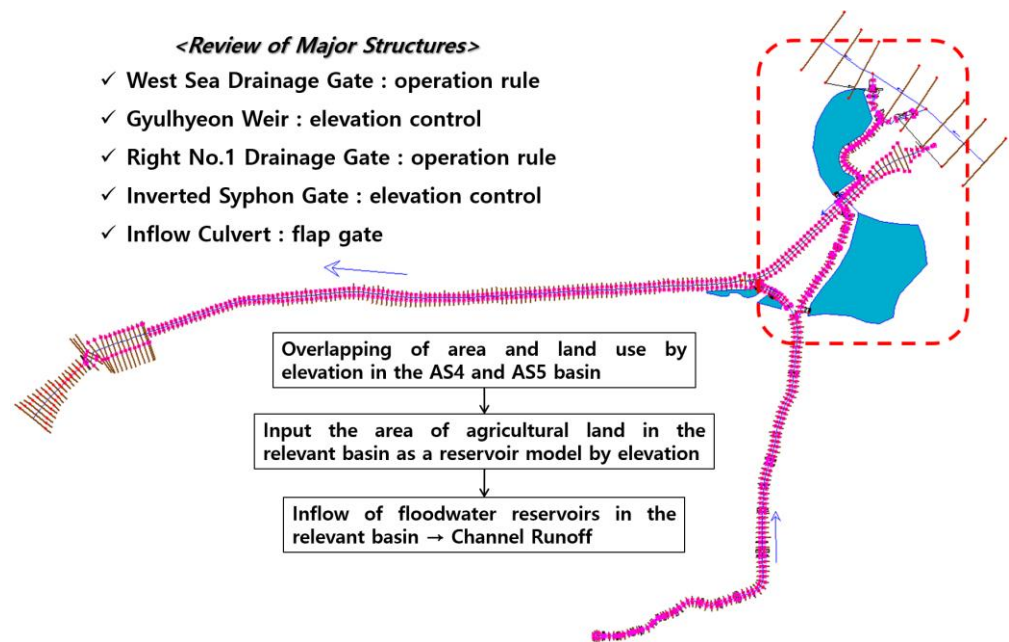 <Review of Major Structures>
✓ West Sea Drainage Gate : operation rule
✓ Gyulhyeon Weir : elevation control
✓ Right No.1 Drainage Gate : operation rule
✓ Inverted Syphon Gate : elevation control
✓ Inflow Culvert : flap gate
Overlapping of area and land use by
elevation in the AS4 and AS5 basin
Input the area of agricultural land in the
relevant basin as a reservoir model by elevation
Inflow of floodwater reservoirs in the
relevant basin → Channel Runoff